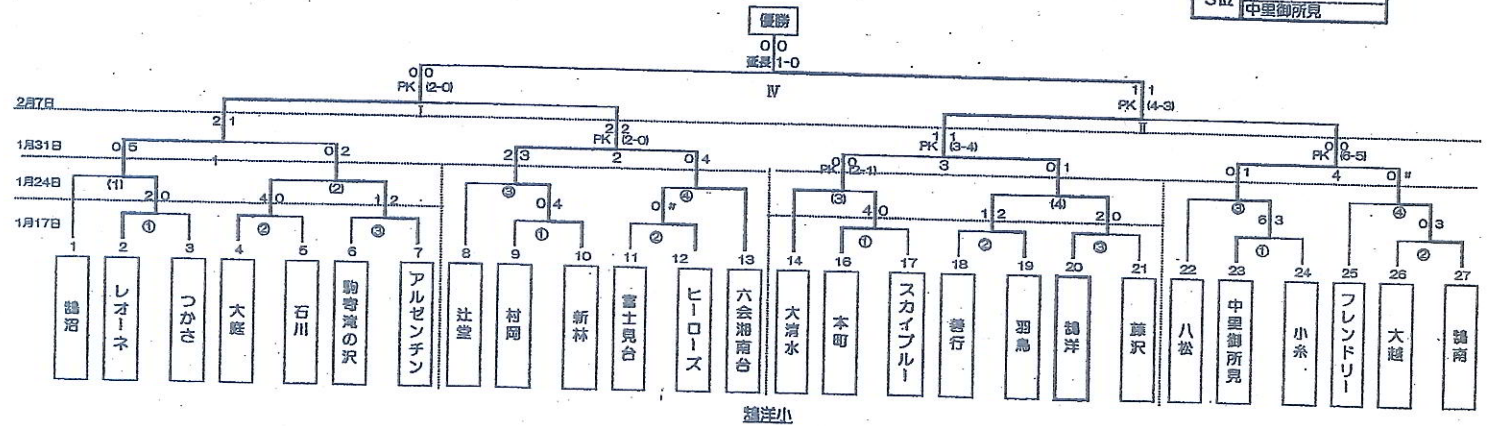 3位 中里御所見
優勝
0 0
延長 1-0
0 0
PK (2-0)
1 1
PK (4-3)
IV
2月7日
2 1
I
2 2
PK (2-0)
1 1
PK (3-4)
II
0 0
PK (6-5)
1月31日
0 5
1
0 2
2 3
2
0 4
0 0
PK (2-1)
3
0 1
0 1
4
0 #
1月24日
(1)
2 0
4 0
(2)
1 2
③
0 4
0 #
④
(3)
4 0
1 2
(4)
2 0
③
6 3
④
0 3
1月17日
①
②
③
①
②
①
②
③
①
②
1 2 3 4 5 6 7 8 9 10 11 12 13 14 16 17 18 19 20 21 22 23 24 25 26 27
鵠沼
レオーネ
つかさ
大庭
石川
駒寄滝の沢
アルゼンチン
辻堂
村岡
新林
富士見台
ヒーローズ
六会湘南台
大清水
本町
スカイブルー
善行
羽鳥
鵠洋
藤沢
八松
中里御所見
小糸
フレンドリー
大越
鵠南
鵠洋小